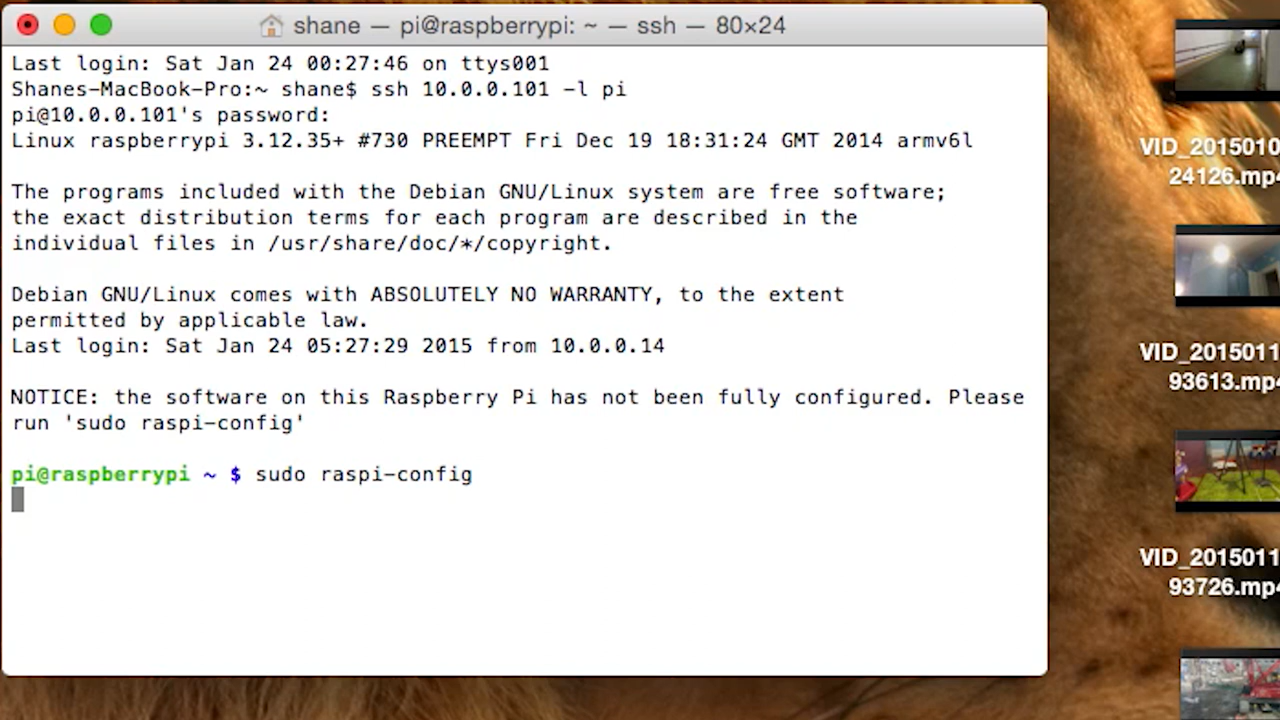 shane — pi@raspberrypi: ~ — ssh — 80×24
Last login: Sat Jan 24 00:27:46 on ttys001
Shanes-MacBook-Pro:~ shane$ ssh 10.0.0.101 -l pi
pi@10.0.0.101's password:
Linux raspberrypi 3.12.35+ #730 PREEMPT Fri Dec 19 18:31:24 GMT 2014 armv6l
The programs included with the Debian GNU/Linux system are free software;
the exact distribution terms for each program are described in the
individual files in /usr/share/doc/*/copyright.
Debian GNU/Linux comes with ABSOLUTELY NO WARRANTY, to the extent
permitted by applicable law.
Last login: Sat Jan 24 05:27:29 2015 from 10.0.0.14
NOTICE: the software on this Raspberry Pi has not been fully configured. Please
run 'sudo raspi-config'
pi@raspberrypi ~ $ sudo raspi-config
VID_2015010
24126.mp4
VID_2015011
93613.mp4
VID_2015011
93726.mp4